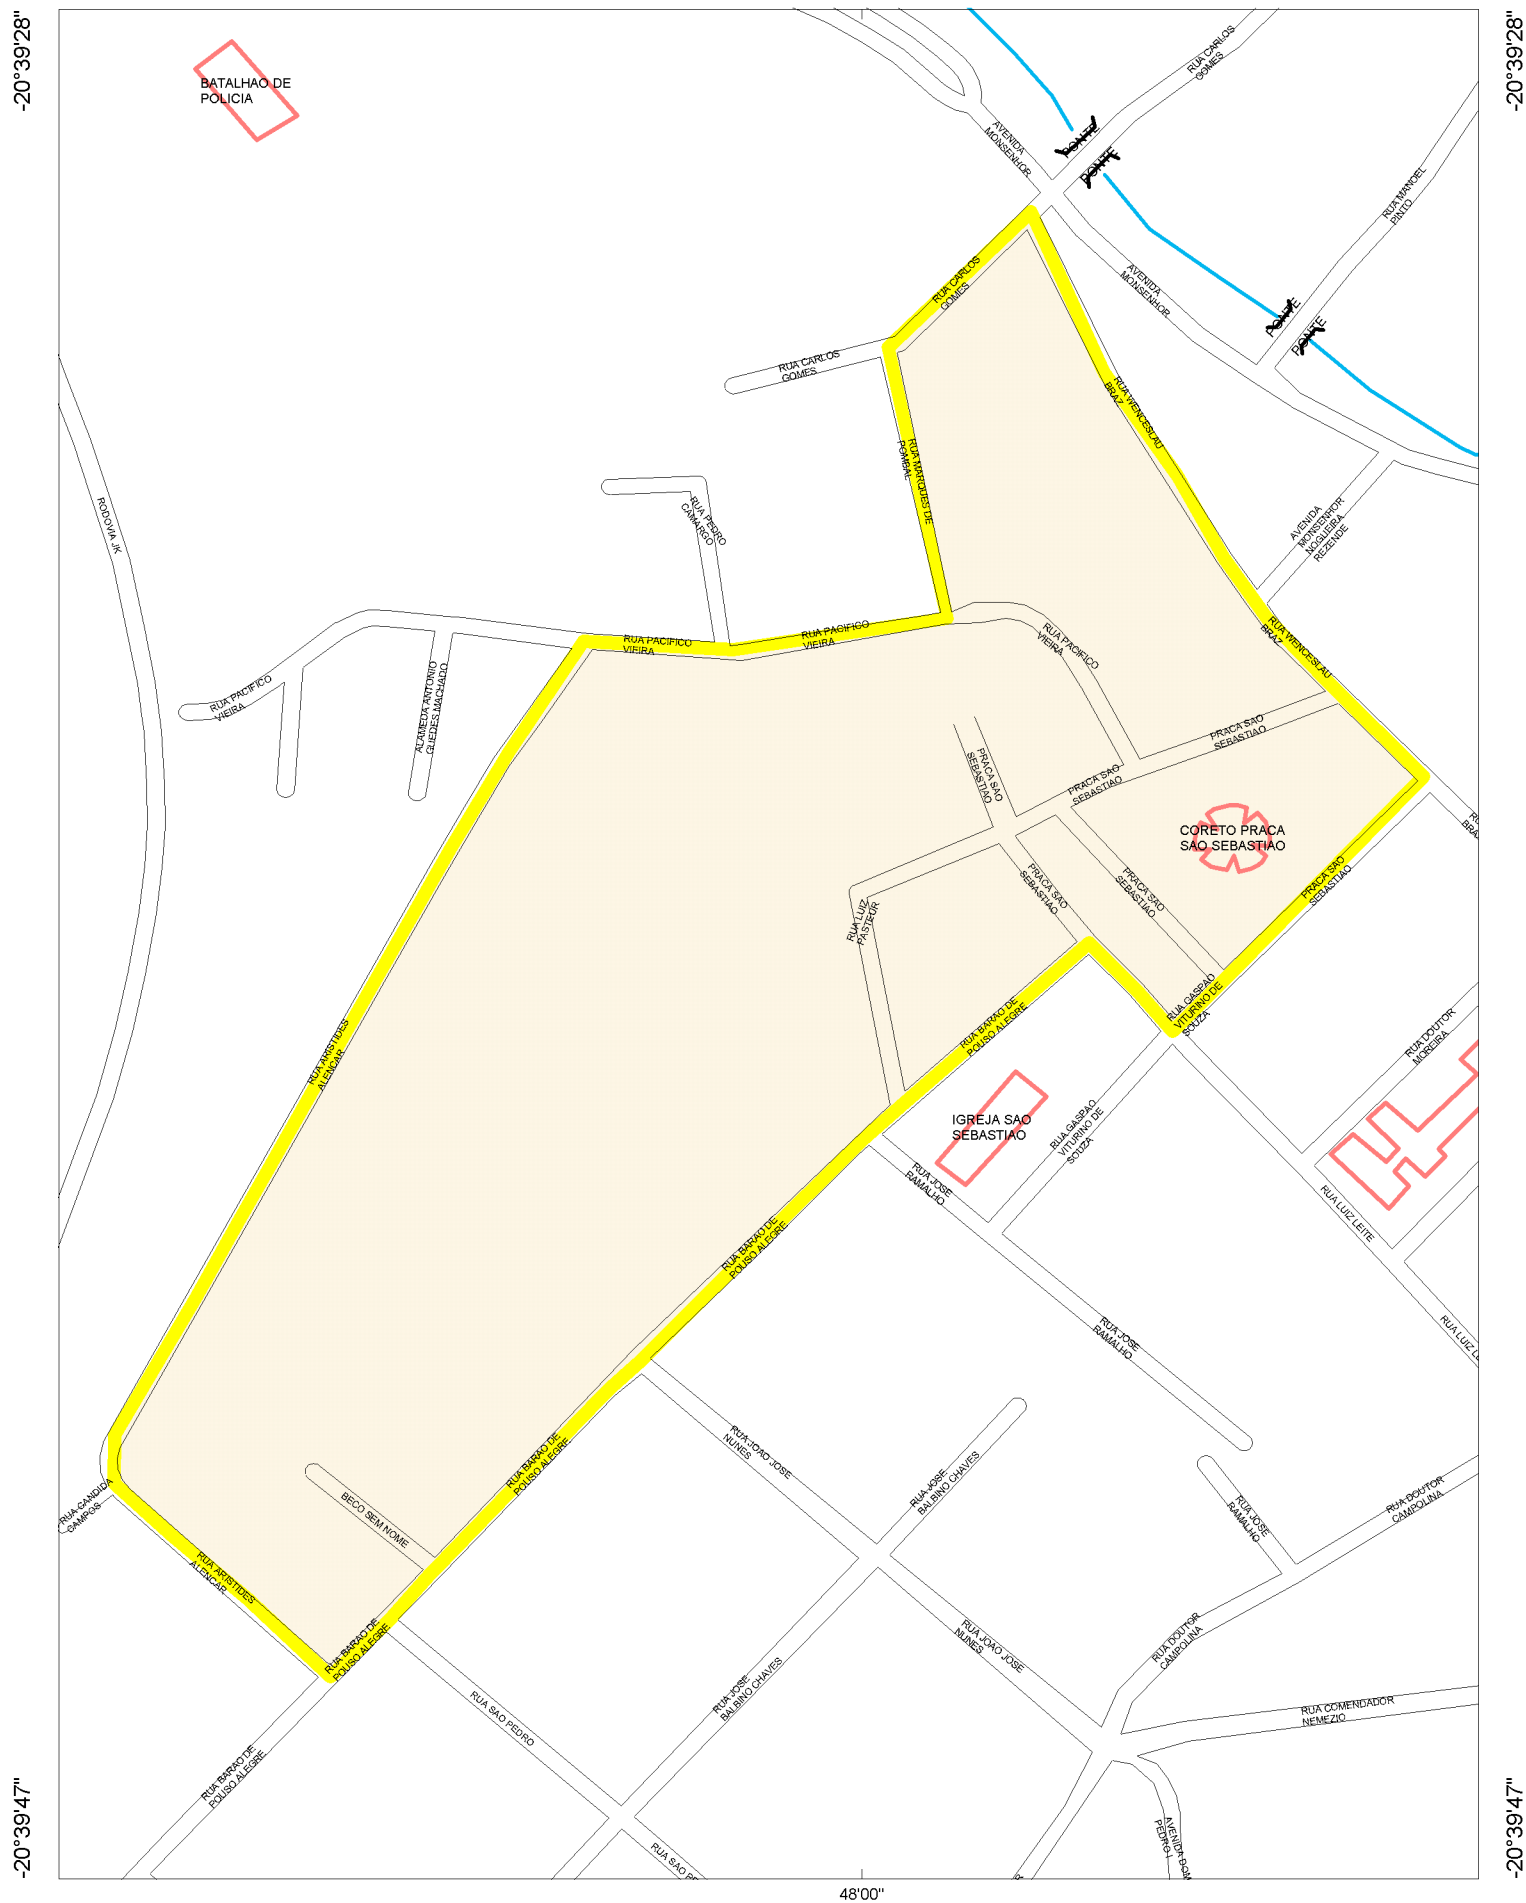 -20°39'28"
-20°39'28"
BATALHAO DE
POLICIA
RUA CARLOS
GOMES
AVENIDA
MONSENHOR
PONTE
PONTE
RUA MANOEL
PINTO
AVENIDA
MONSENHOR
RUA CARLOS
GOMES
PONTE
PONTE
RUA CARLOS
GOMES
RUA WENCESLAU
BRAZ
RUA MARQUES DE
POMBAL
RODOVIA JK
RUA PEDRO
CAMARGO
AVENIDA
MONSENHOR
NOGUEIRA
REZENDE
RUA PACIFICO
VIEIRA
RUA PACIFICO
VIEIRA
RUA PACIFICO
VIEIRA
RUA WENCESLAU
BRAZ
RUA PACIFICO
VIEIRA
ALAMEDA ANTONIO
GUEDES MACHADO
PRACA SAO
SEBASTIAO
PRACA SAO
SEBASTIAO
PRACA SAO
SEBASTIAO
RU
BRA
CORETO PRACA
SAO SEBASTIAO
PRACA SAO
SEBASTIAO
PRACA SAO
SEBASTIAO
PRACA SAO
SEBASTIAO
RUA LUIZ
PASTEUR
RUA GASPAO
VITURINO DE
SOUZA
RUA BARAO DE
POUSO ALEGRE
RUA DOUTOR
MOREIRA
RUA ARISTIDES
ALENCAR
IGREJA SAO
SEBASTIAO
RUA GASPAO
VITURINO DE
SOUZA
RUA JOSE
RAMALHO
RUA LUIZ LEITE
RUA BARAO DE
POUSO ALEGRE
RUA JOSE
RAMALHO
RUA LUIZ LE
RUA JOAO JOSE
NUNES
RUA BARAO DE
POUSO ALEGRE
RUA JOSE
BALBINO CHAVES
RUA CANDIDA
CAMPOS
BECO SEM NOME
RUA JOSE
RAMALHO
RUA DOUTOR
CAMPOLINA
RUA ARISTIDES
ALENCAR
RUA BARAO DE
POUSO ALEGRE
RUA JOAO JOSE
NUNES
RUA DOUTOR
CAMPOLINA
RUA JOSE
BALBINO CHAVES
RUA SAO PEDRO
RUA COMENDADOR
NEMEZIO
RUA BARAO DE
POUSO ALEGRE
RUA SAO PE
AVENIDA DOM
PEDRO I
-20°39'47"
-20°39'47"
48'00"